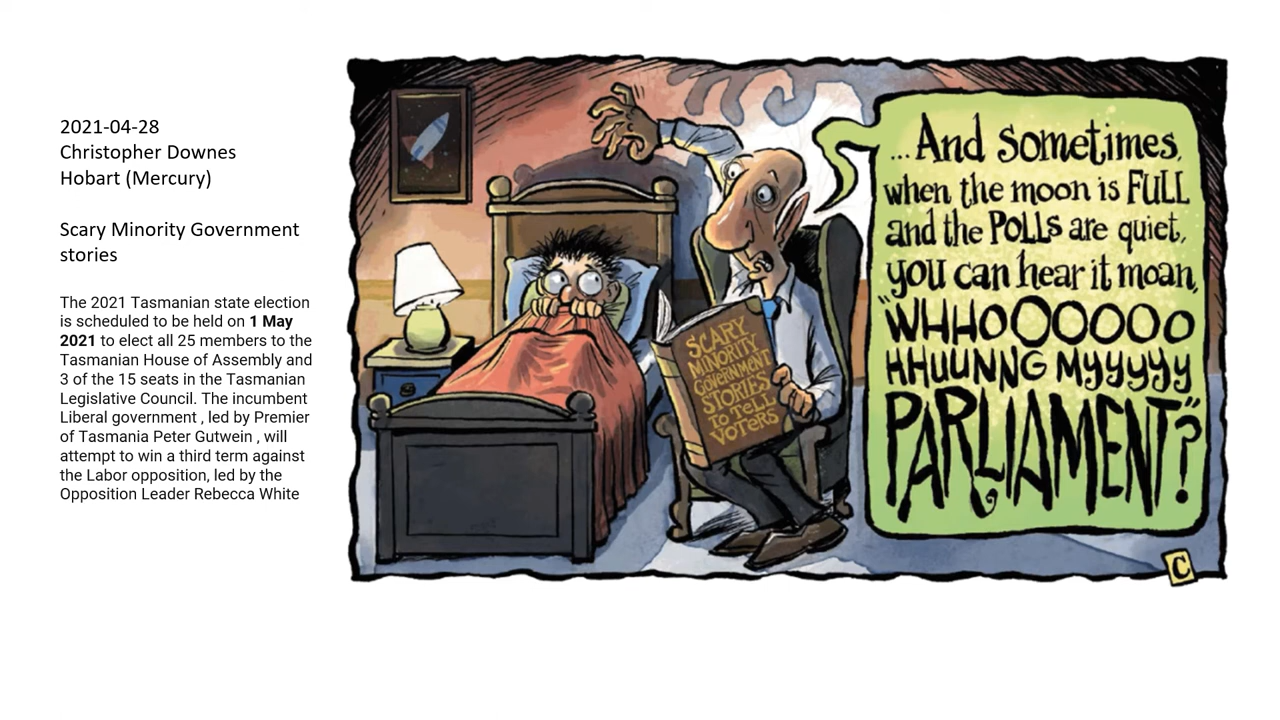 2021-04-28
Christopher Downes
Hobart (Mercury)
Scary Minority Government
stories
The 2021 Tasmanian state election
is scheduled to be held on 1 May
2021 to elect all 25 members to the
Tasmanian House of Assembly and
3 of the 15 seats in the Tasmanian
Legislative Council. The incumbent
Liberal government , led by Premier
of Tasmania Peter Gutwein , will
attempt to win a third term against
the Labor opposition, led by the
Opposition Leader Rebecca White
SCARY
MINORITY
GOVERNMENT
STORIES
TO TELL
VOTERS
...And sometimes,
when the moon is FULL
and the POLLS are quiet,
you can hear it moan,
"WHHOOOOOO
HHUUNNG MYYYYY
PARLIAMENT"?
C